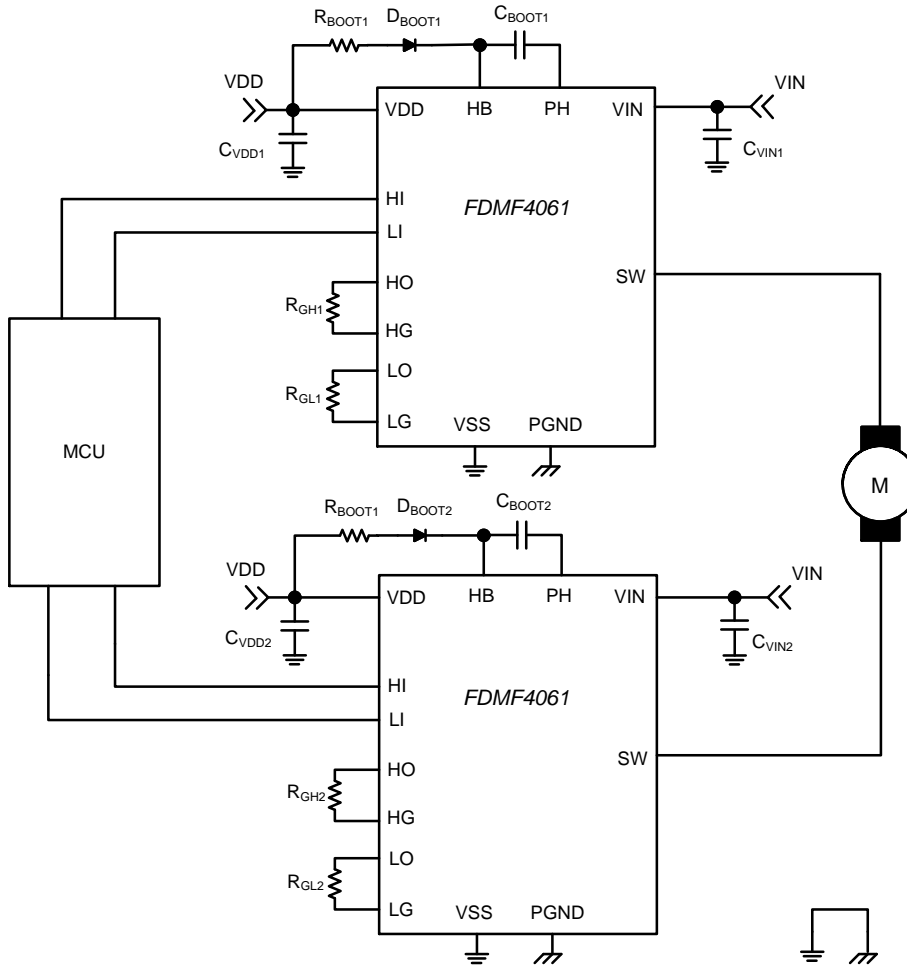 RBOOT1 DBOOT1 CBOOT1
VDD VIN
VDD HB PH VIN
CVDD1 CVIN1
HI FDMF4061
LI
HO SW
RGH1
HG
LO
RGL1
LG VSS PGND
MCU
M
RBOOT1 DBOOT2 CBOOT2
VDD VIN
VDD HB PH VIN
CVDD2 CVIN2
HI FDMF4061
LI
SW
HO
RGH2
HG
LO
RGL2
LG VSS PGND